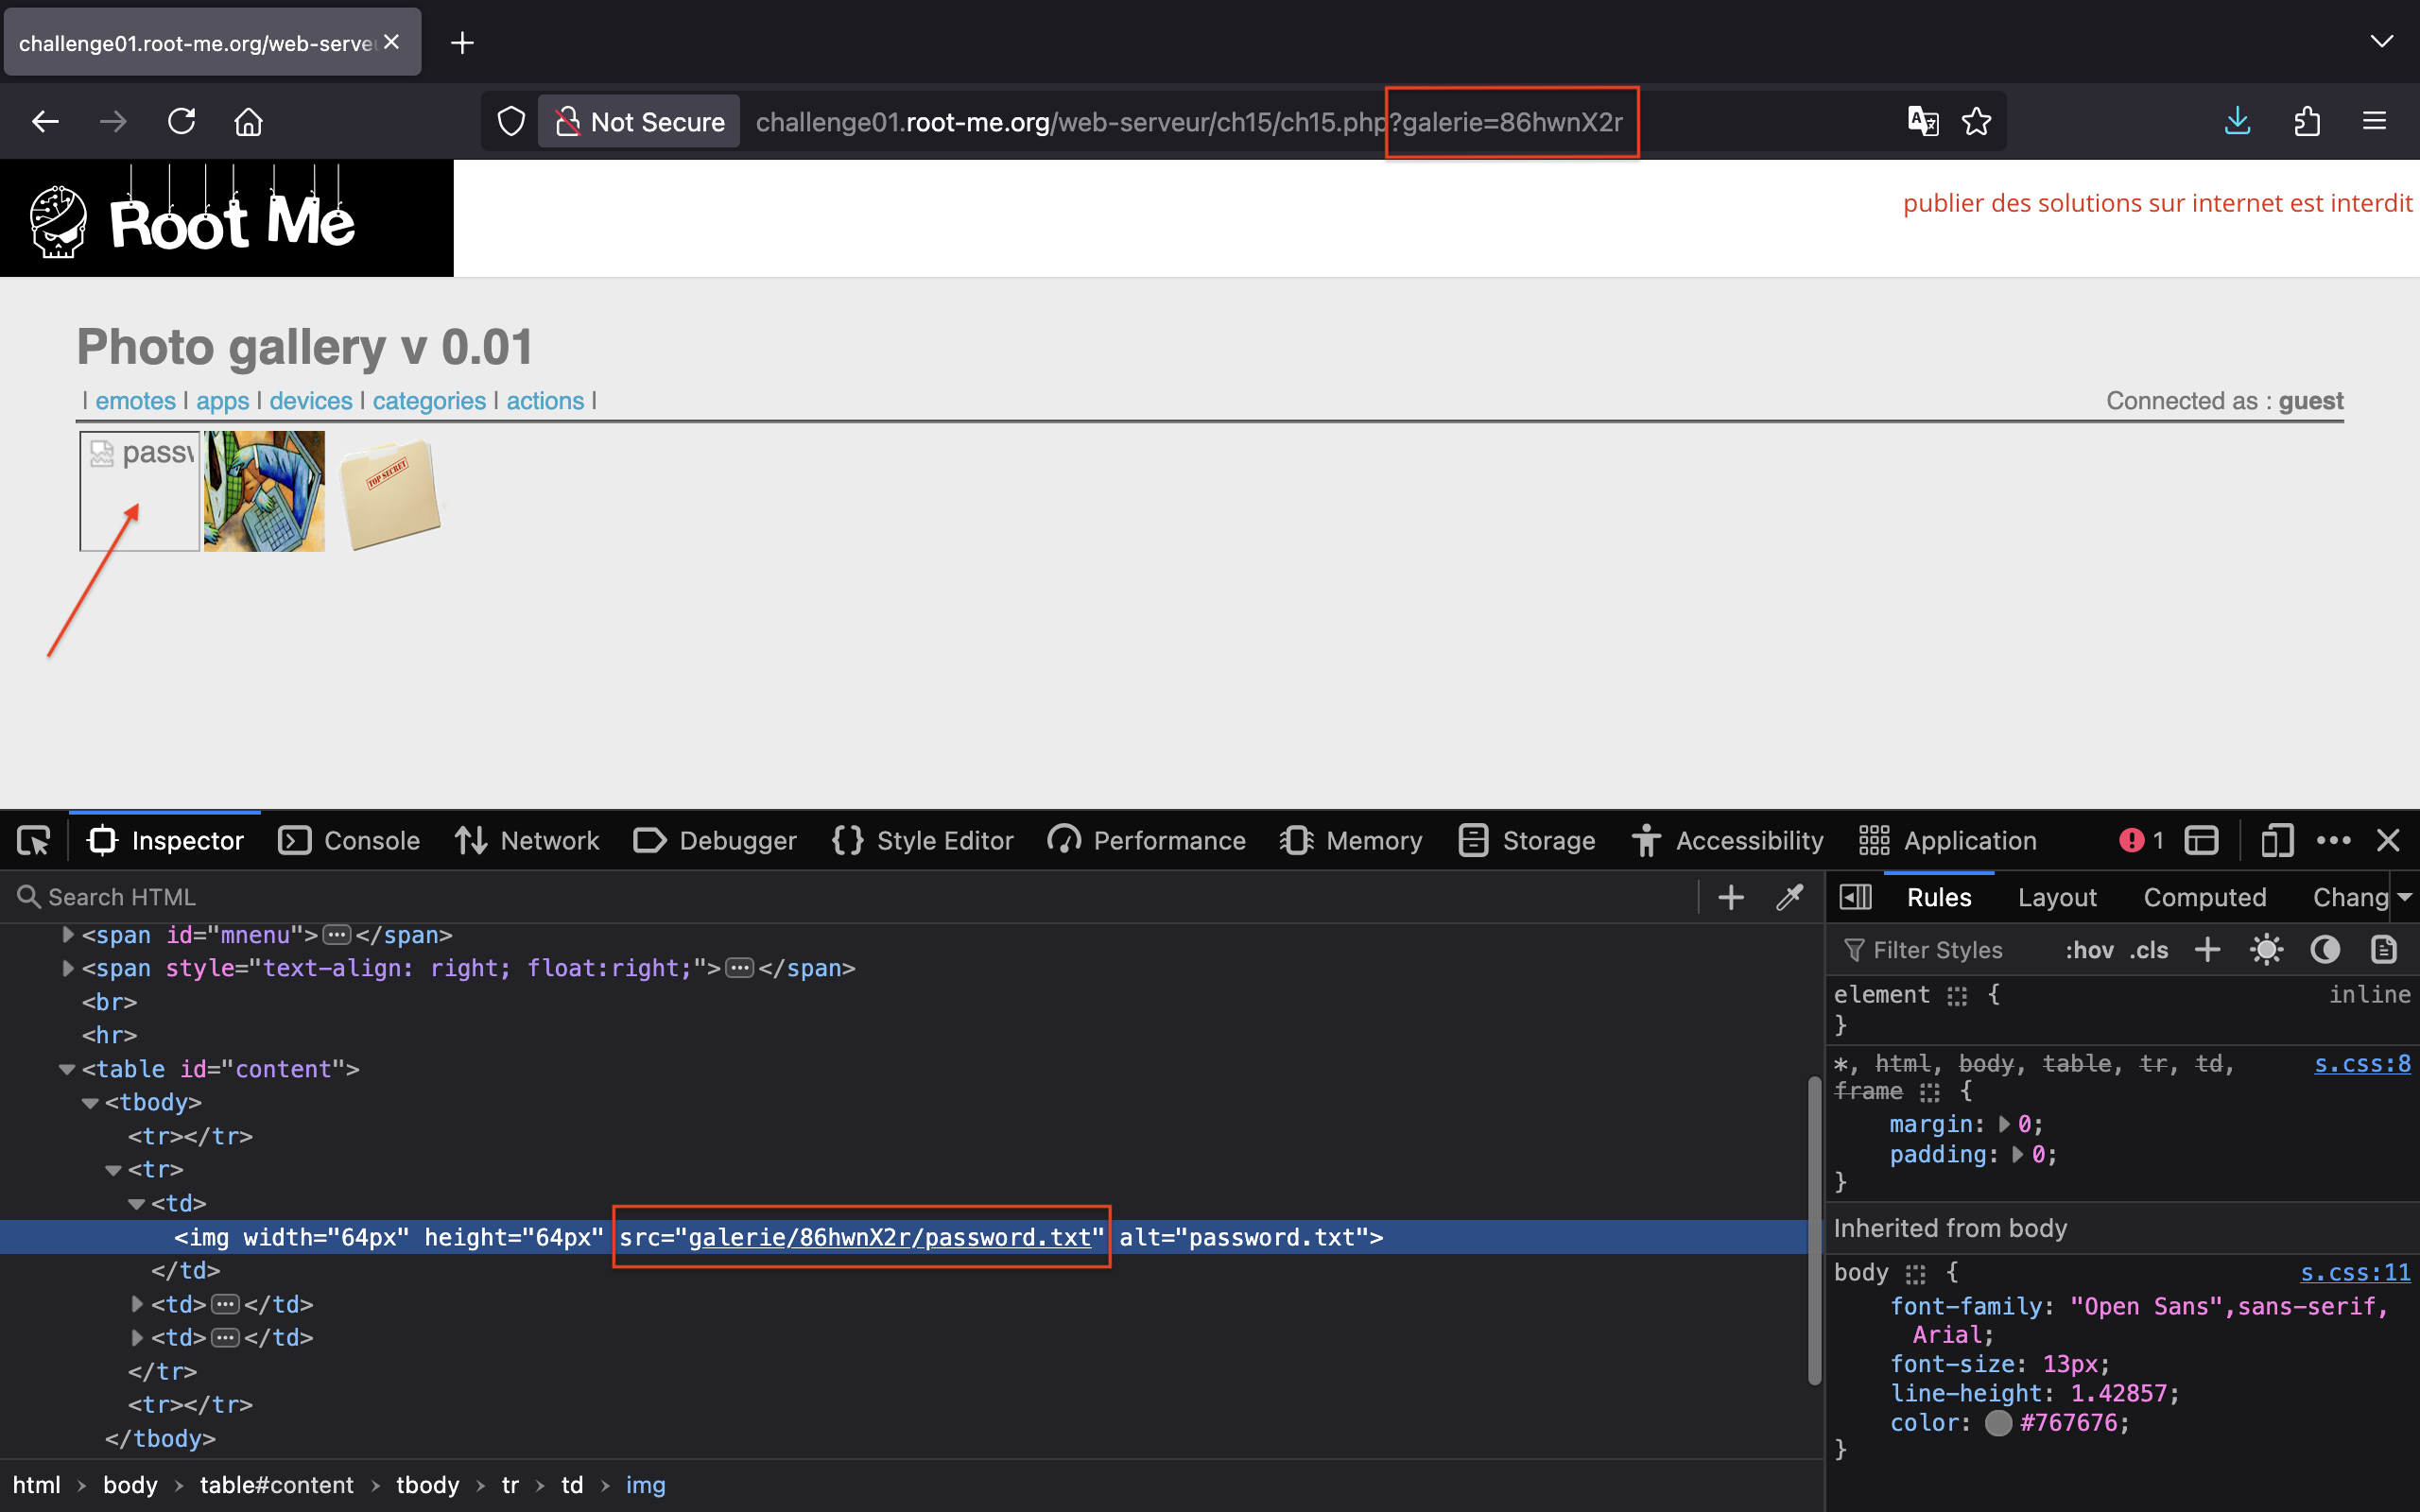 challenge01.root-me.org/web-serve
Not Secure challenge01.root-me.org/web-serveur/ch15/ch15.php?galerie=86hwnX2r
Root Me
publier des solutions sur internet est interdit
Photo gallery v 0.01
| emotes | apps | devices | categories | actions |
Connected as : guest
passw
TOP SECRET
Inspector Console Network Debugger Style Editor Performance Memory Storage Accessibility Application 1
Search HTML
<span id="mnenu">…</span>
<span style="text-align: right; float:right;">…</span>
<br>
<hr>
<table id="content">
<tbody>
<tr></tr>
<tr>
<td>
<img width="64px" height="64px" src="galerie/86hwnX2r/password.txt" alt="password.txt">
</td>
<td>…</td>
<td>…</td>
</tr>
<tr></tr>
</tbody>
html > body > table#content > tbody > tr > td > img
Rules Layout Computed Chang
Filter Styles :hov .cls
element { inline
}
*, html, body, table, tr, td, s.css:8
frame {
margin: 0;
padding: 0;
}
Inherited from body
body { s.css:11
font-family: "Open Sans",sans-serif,
Arial;
font-size: 13px;
line-height: 1.42857;
color: #767676;
}